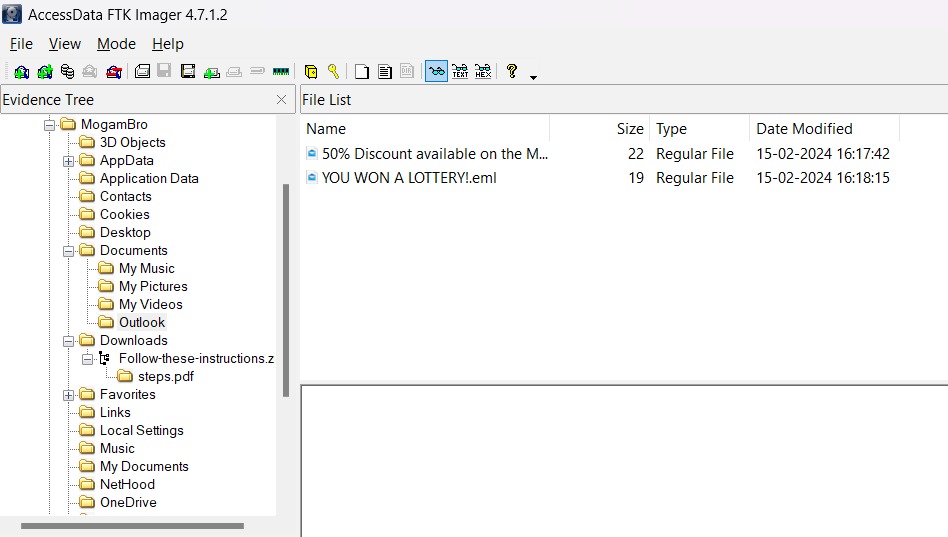 AccessData FTK Imager 4.7.1.2
File View Mode Help
TEXT HEX ?
Evidence Tree
MogamBro
3D Objects
AppData
Application Data
Contacts
Cookies
Desktop
Documents
My Music
My Pictures
My Videos
Outlook
Downloads
Follow-these-instructions.z
steps.pdf
Favorites
Links
Local Settings
Music
My Documents
NetHood
OneDrive
File List
Name Size Type Date Modified
50% Discount available on the M... 22 Regular File 15-02-2024 16:17:42
YOU WON A LOTTERY!.eml 19 Regular File 15-02-2024 16:18:15